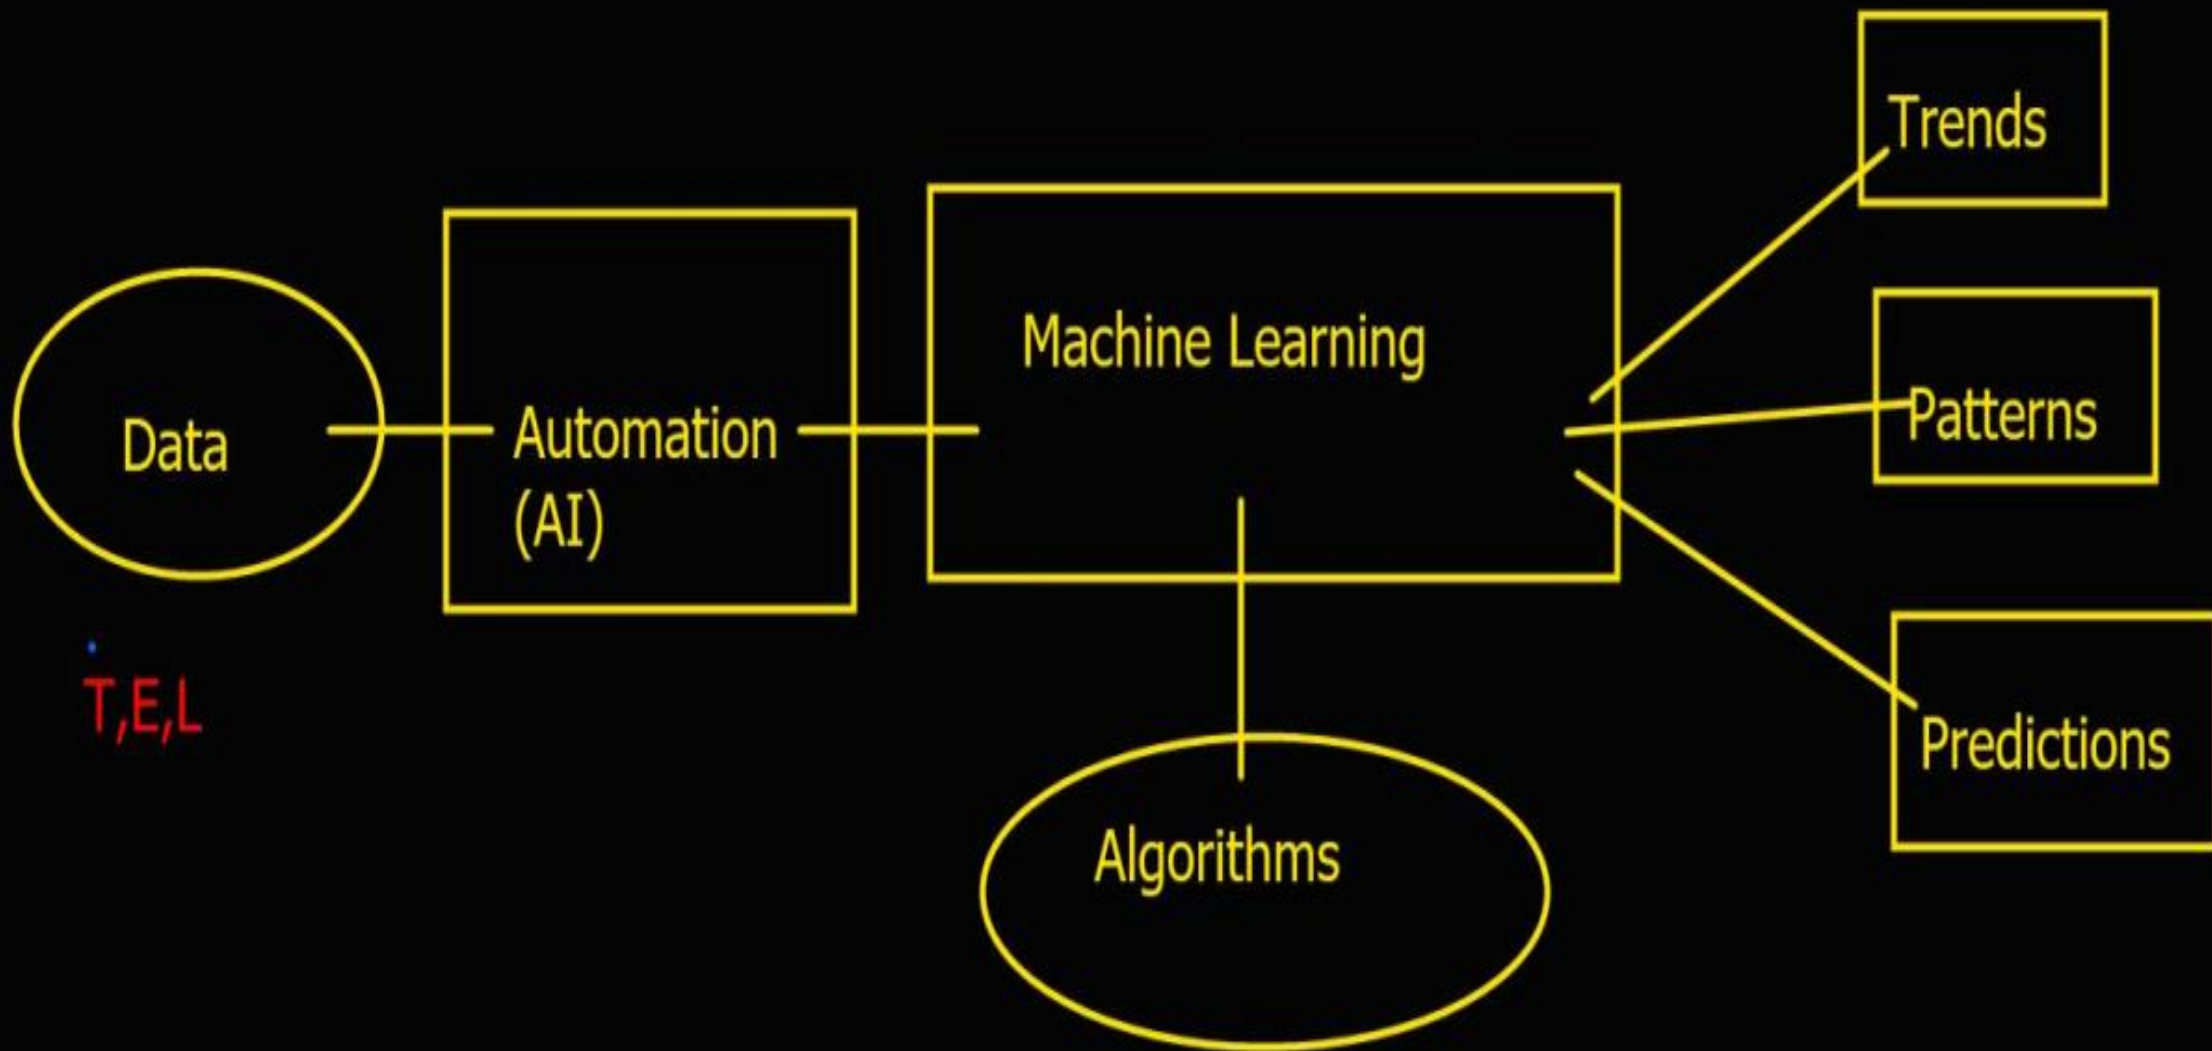 Trends
Machine Learning
Patterns
Data
Automation
(AI)
T,E,L
Predictions
Algorithms